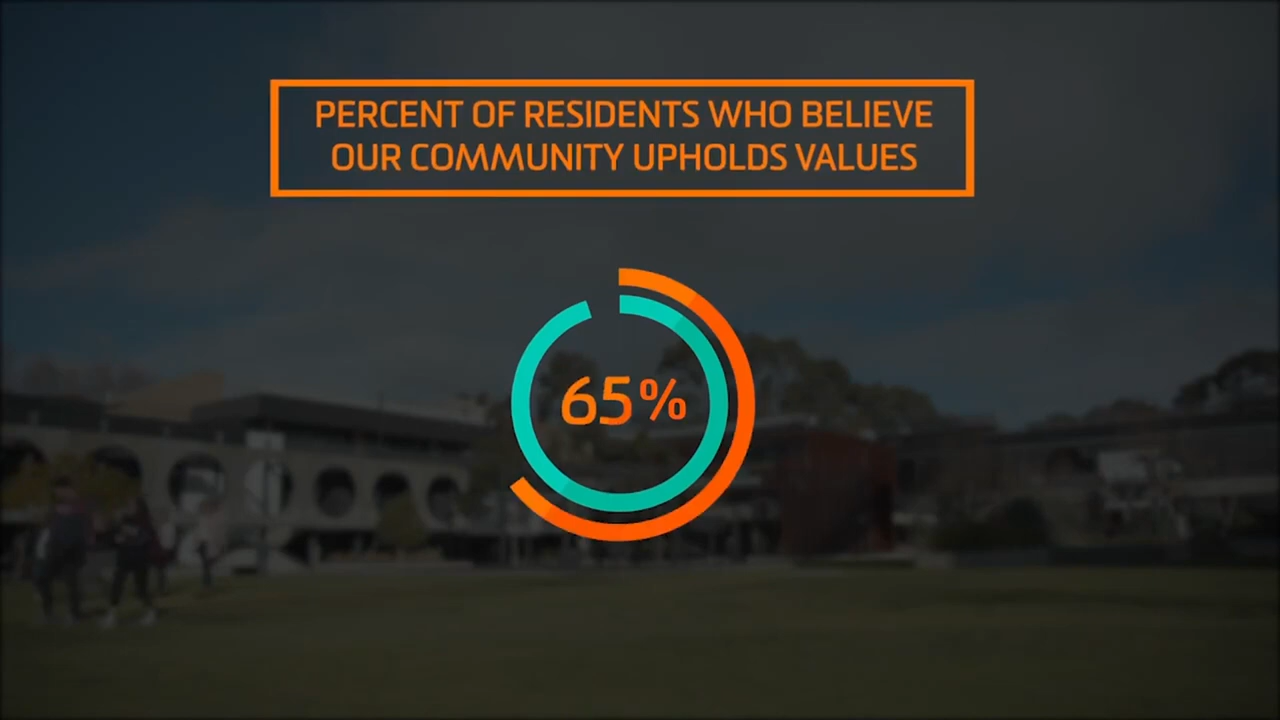 PERCENT OF RESIDENTS WHO BELIEVE
OUR COMMUNITY UPHOLDS VALUES
65%